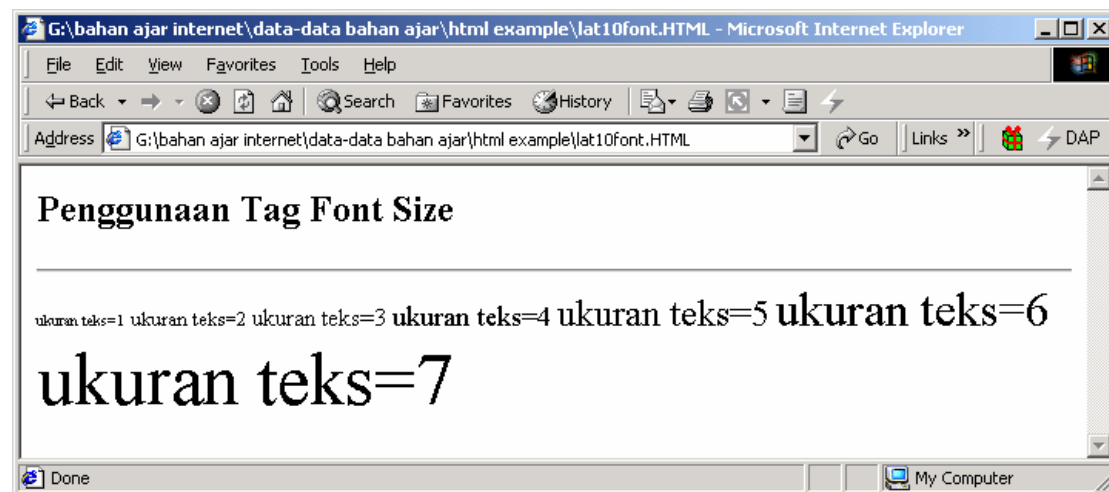 G:\bahan ajar internet\data-data bahan ajar\html example\lat10font.HTML - Microsoft Internet Explorer
File Edit View Favorites Tools Help
Back Search Favorites History
Address G:\bahan ajar internet\data-data bahan ajar\html example\lat10font.HTML Go Links » DAP
Penggunaan Tag Font Size
ukuran teks=1 ukuran teks=2 ukuran teks=3 ukuran teks=4 ukuran teks=5 ukuran teks=6
ukuran teks=7
Done My Computer